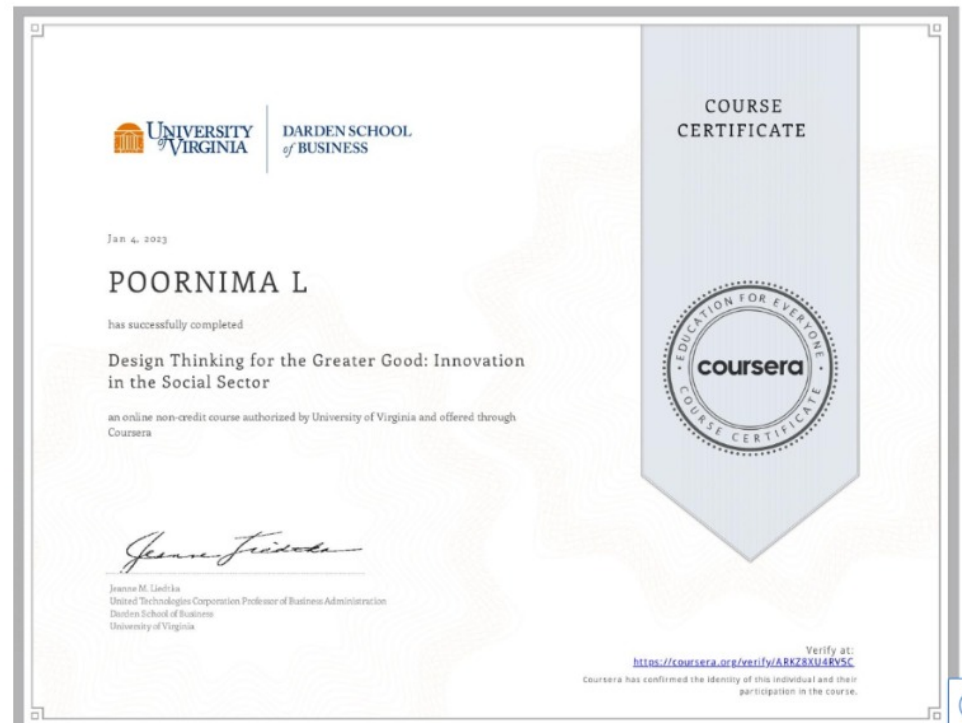 UNIVERSITY
of VIRGINIA
DARDEN SCHOOL
of BUSINESS
COURSE
CERTIFICATE
Jan 4, 2023
POORNIMA L
has successfully completed
Design Thinking for the Greater Good: Innovation
in the Social Sector
an online non-credit course authorized by University of Virginia and offered through
Coursera
EDUCATION FOR EVERYONE
coursera
COURSE CERTIFICATE
Jeanne Liedtka
Jeanne M. Liedtka
United Technologies Corporation Professor of Business Administration
Darden School of Business
University of Virginia
Verify at:
https://coursera.org/verify/ARKZ8XU4RV5C
Coursera has confirmed the identity of this individual and their
participation in the course.